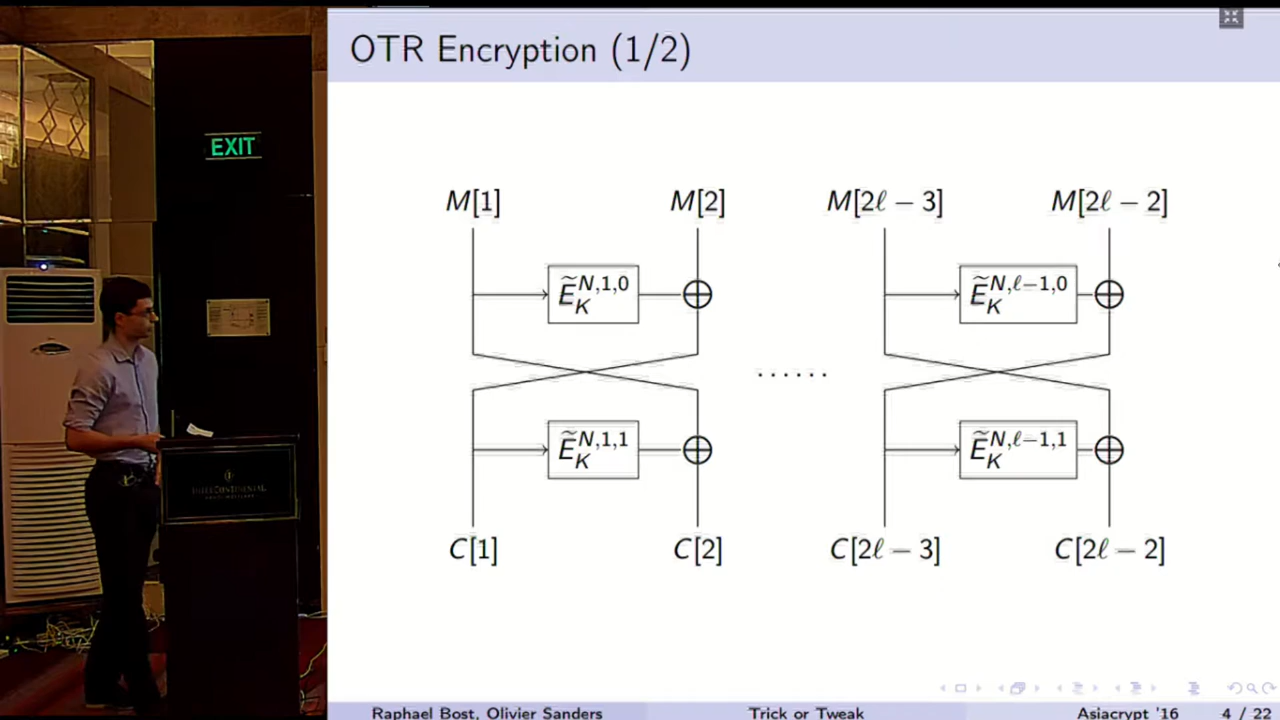 OTR Encryption (1/2)
EXIT
M[1] M[2] M[2ℓ − 3] M[2ℓ − 2]
Ẽ_K^{N,1,0} Ẽ_K^{N,ℓ−1,0}
......
Ẽ_K^{N,1,1} Ẽ_K^{N,ℓ−1,1}
C[1] C[2] C[2ℓ − 3] C[2ℓ − 2]
Raphael Bost, Olivier Sanders Trick or Tweak Asiacrypt '16 4 / 22